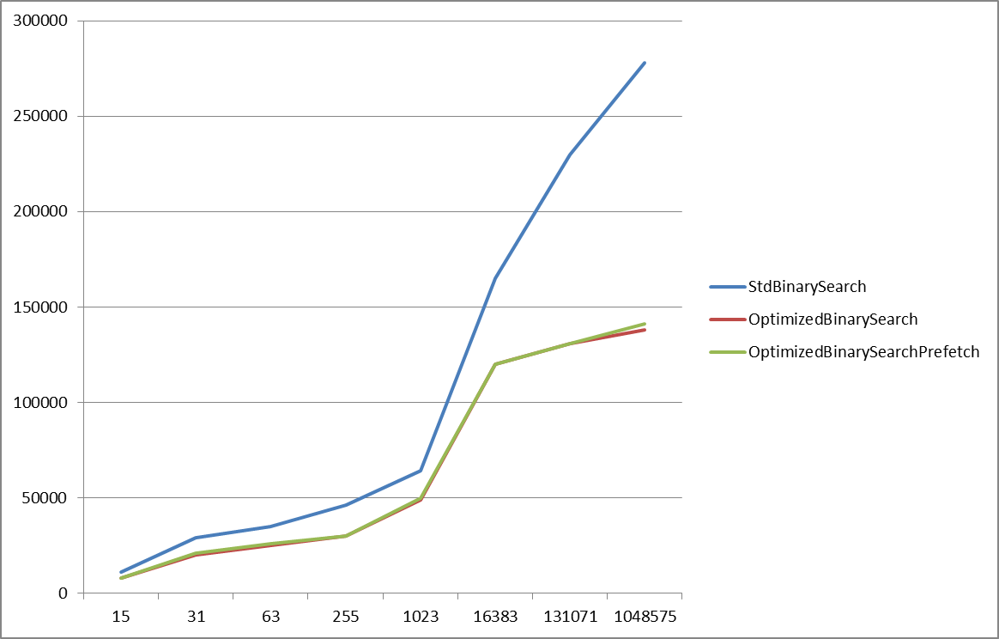 300000
250000
200000
150000
100000
50000
0
15 31 63 255 1023 16383 131071 1048575
StdBinarySearch
OptimizedBinarySearch
OptimizedBinarySearchPrefetch